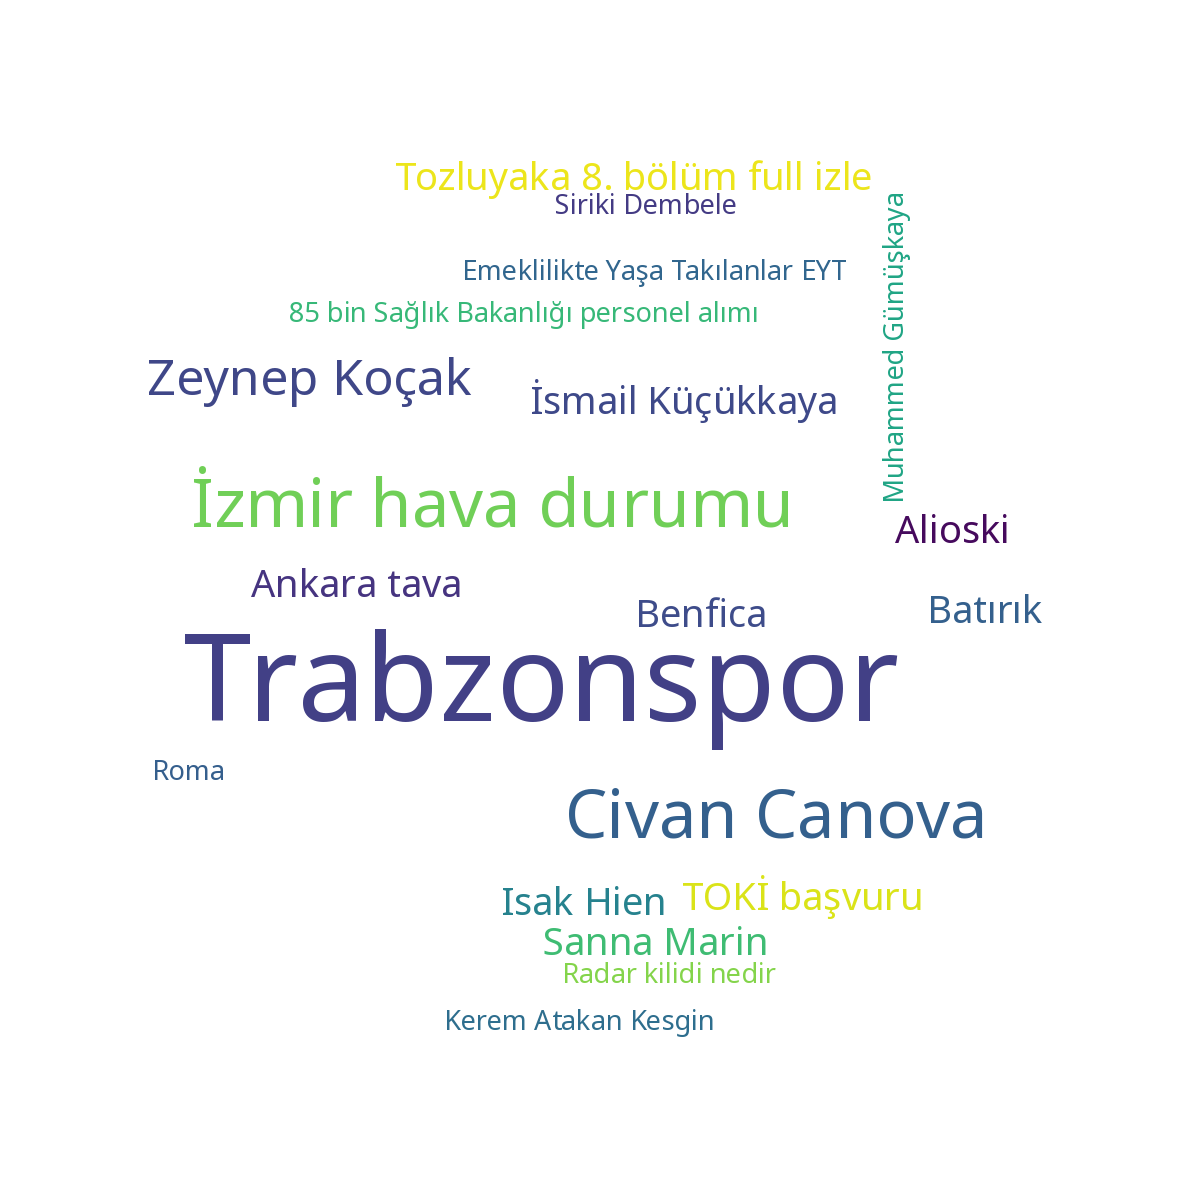 Tozluyaka 8. bölüm full izle
Siriki Dembele
Muhammed Gümüşkaya
Emeklilikte Yaşa Takılanlar EYT
85 bin Sağlık Bakanlığı personel alımı
Zeynep Koçak
İsmail Küçükkaya
İzmir hava durumu
Alioski
Ankara tava
Benfica
Batırık
Trabzonspor
Roma
Civan Canova
Isak Hien
TOKİ başvuru
Sanna Marin
Radar kilidi nedir
Kerem Atakan Kesgin